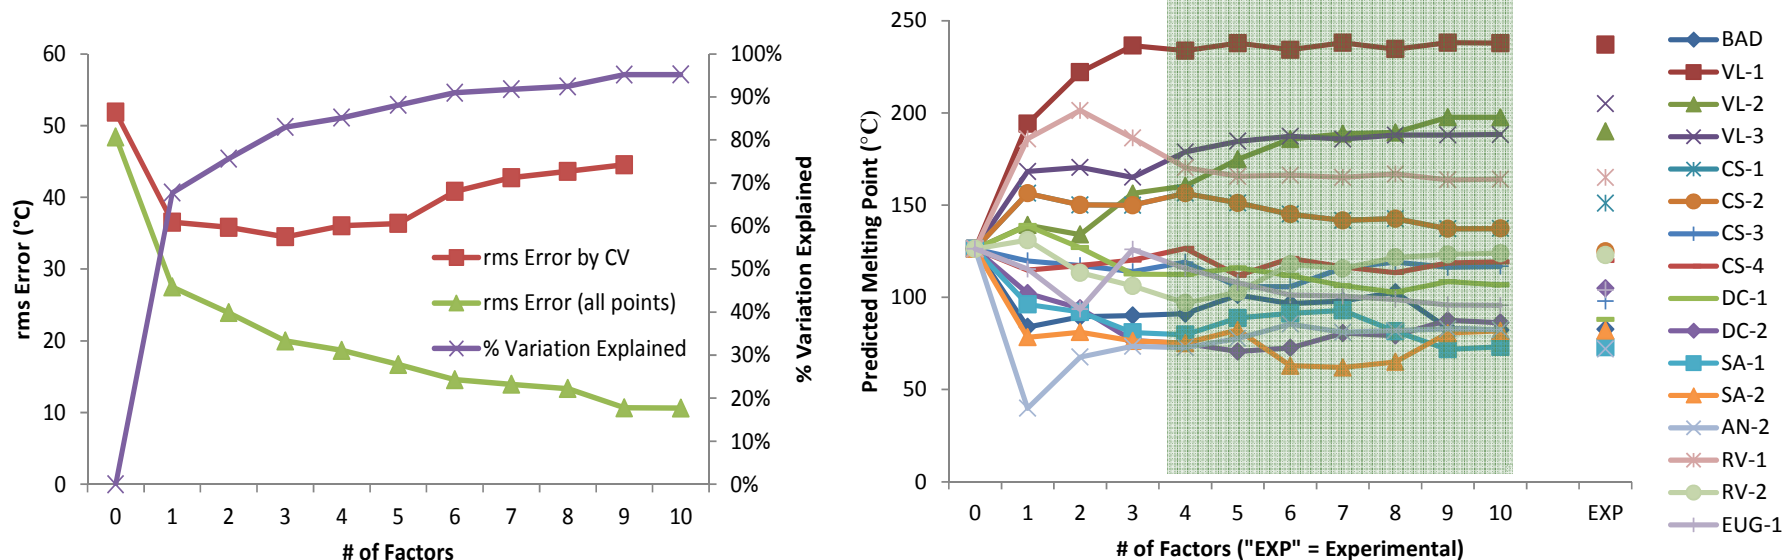 60
50
40
30
20
10
0
rms Error (°C)
100%
90%
80%
70%
60%
50%
40%
30%
20%
10%
0%
% Variation Explained
rms Error by CV
rms Error (all points)
% Variation Explained
0 1 2 3 4 5 6 7 8 9 10
# of Factors
250
200
150
100
50
0
Predicted Melting Point (°C)
0 1 2 3 4 5 6 7 8 9 10 EXP
# of Factors ("EXP" = Experimental)
BAD
VL-1
VL-2
VL-3
CS-1
CS-2
CS-3
CS-4
DC-1
DC-2
SA-1
SA-2
AN-2
RV-1
RV-2
EUG-1